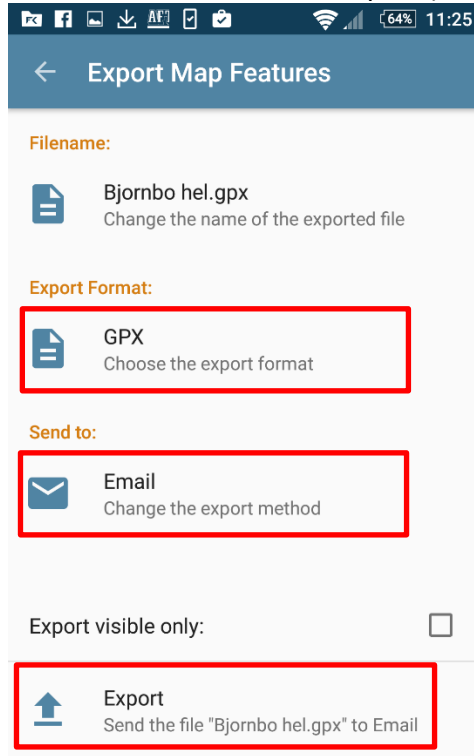 64% 11:25
Export Map Features
Filename:
Bjornbo hel.gpx
Change the name of the exported file
Export Format:
GPX
Choose the export format
Send to:
Email
Change the export method
Export visible only:
Export
Send the file "Bjornbo hel.gpx" to Email